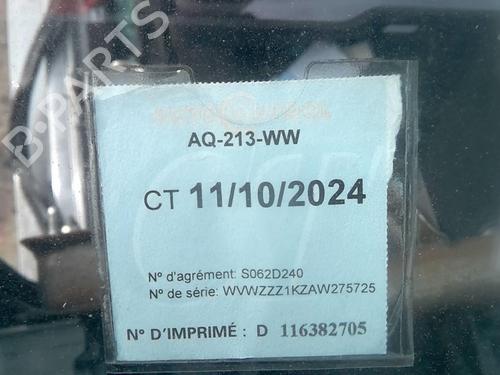 B-PARTS
AQ-213-WW
CT 11/10/2024
N° d'agrément: S062D240
N° de série: WVWZZZ1KZAW275725
N° D'IMPRIMÉ : D 116382705